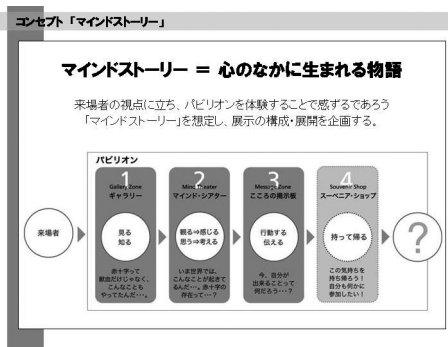 コンセプト「マインドストーリー」
マインドストーリー ＝ 心のなかに生まれる物語
来場者の視点に立ち、パビリオンを体験することで感ずるであろう
「マインドストーリー」を想定し、展示の構成・展開を企画する。
パビリオン
来場者
1
Gallery Zone
ギャラリー
見る
知る
赤十字って
献血だけじゃなく、
こんなことも
やってたんだ・・・。
2
Mind Theater
マインド・シアター
観る⇒感じる
思う⇒考える
いま世界では、
こんなことが起きて
るんだ・・・。赤十字の
存在って・・・?
3
Message Zone
こころの掲示板
行動する
伝える
今、自分が
出来ることって
何だろう・・・?
4
Souvenir Shop
スーベニア・ショップ
持って帰る
この気持ちを
持ち帰ろう!
自分も何かに
参加したい!
?